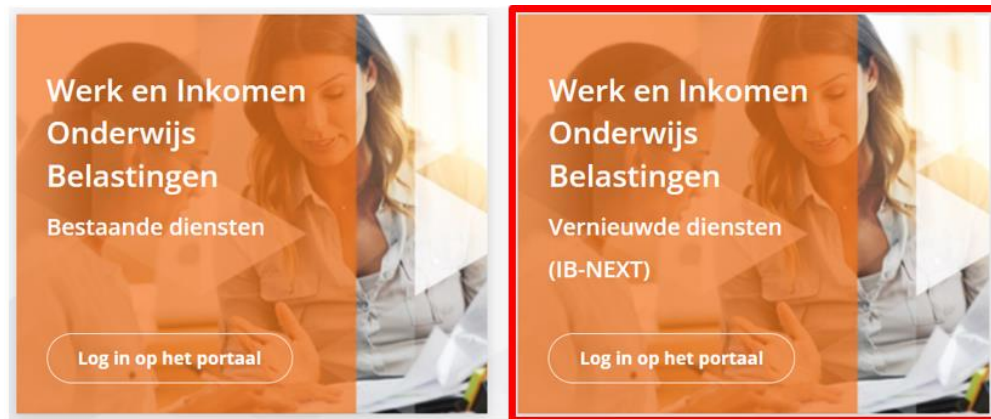 Werk en Inkomen
Onderwijs
Belastingen
Bestaande diensten
Log in op het portaal
Werk en Inkomen
Onderwijs
Belastingen
Vernieuwde diensten
(IB-NEXT)
Log in op het portaal